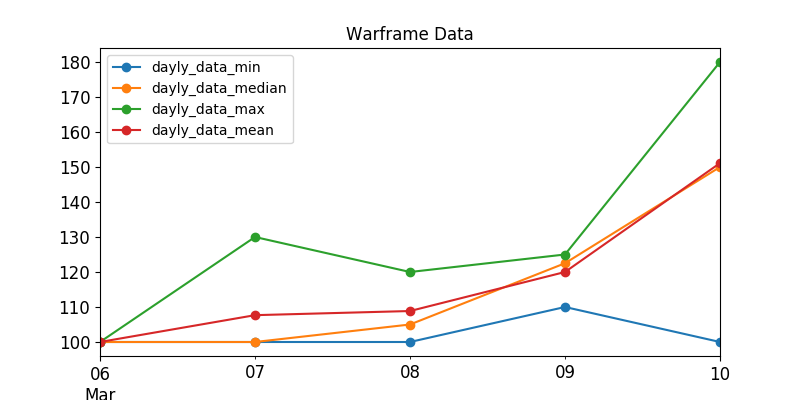 Warframe Data
dayly_data_min
dayly_data_median
dayly_data_max
dayly_data_mean
180
170
160
150
140
130
120
110
100
06 07 08 09 10
Mar